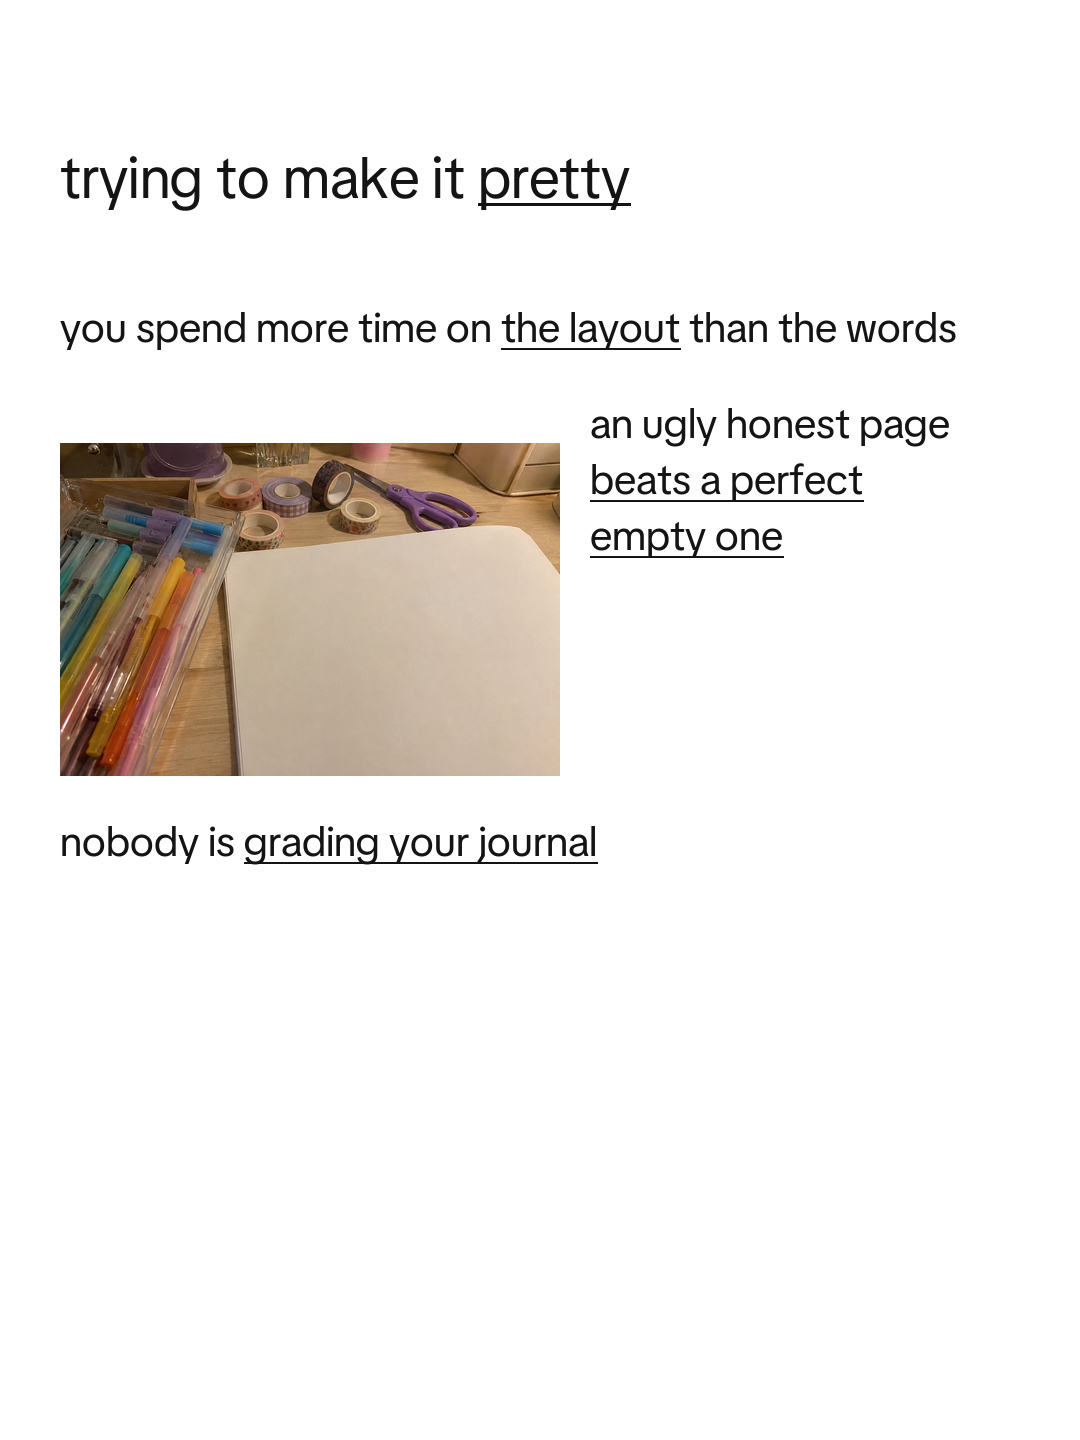 trying to make it pretty
you spend more time on the layout than the words
an ugly honest page
beats a perfect
empty one
nobody is grading your journal